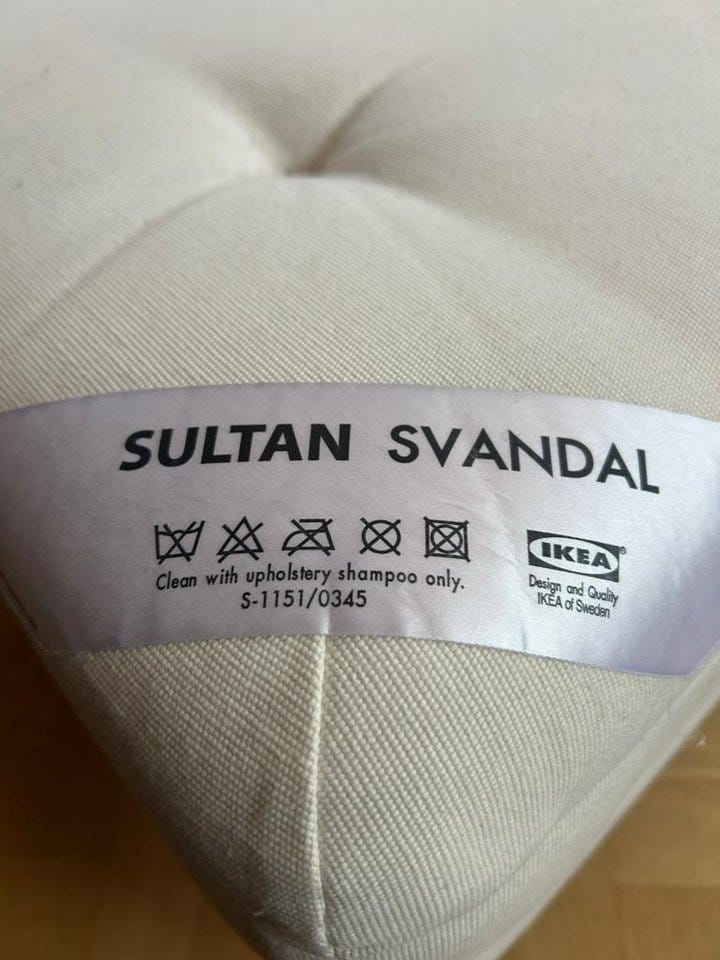 SULTAN SVANDAL
Clean with upholstery shampoo only.
S-1151/0345
IKEA®
Design and Quality
IKEA of Sweden